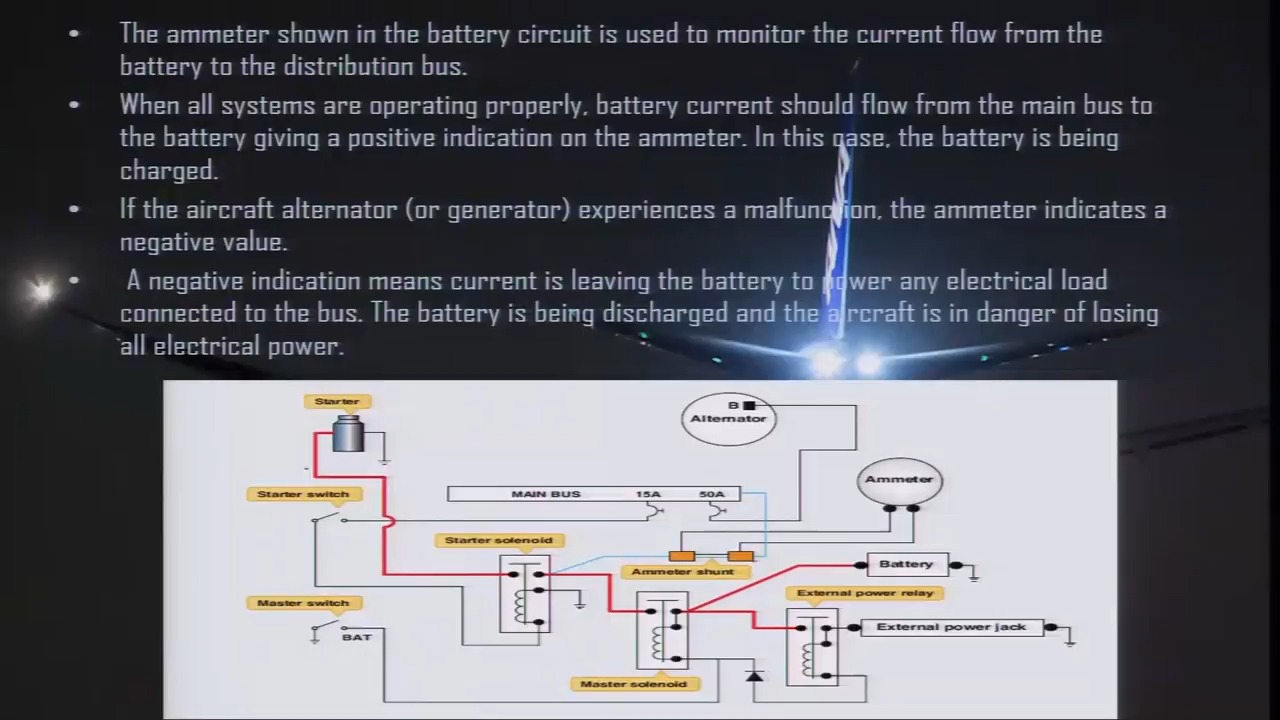 • The ammeter shown in the battery circuit is used to monitor the current flow from the
battery to the distribution bus.
• When all systems are operating properly, battery current should flow from the main bus to
the battery giving a positive indication on the ammeter. In this case, the battery is being
charged.
• If the aircraft alternator (or generator) experiences a malfunction, the ammeter indicates a
negative value.
• A negative indication means current is leaving the battery to power any electrical load
connected to the bus. The battery is being discharged and the aircraft is in danger of losing
all electrical power.
Starter
B
Alternator
Ammeter
Starter switch
MAIN BUS 15A 50A
Starter solenoid
Ammeter shunt
Battery
External power relay
Master switch
External power jack
BAT
Master solenoid